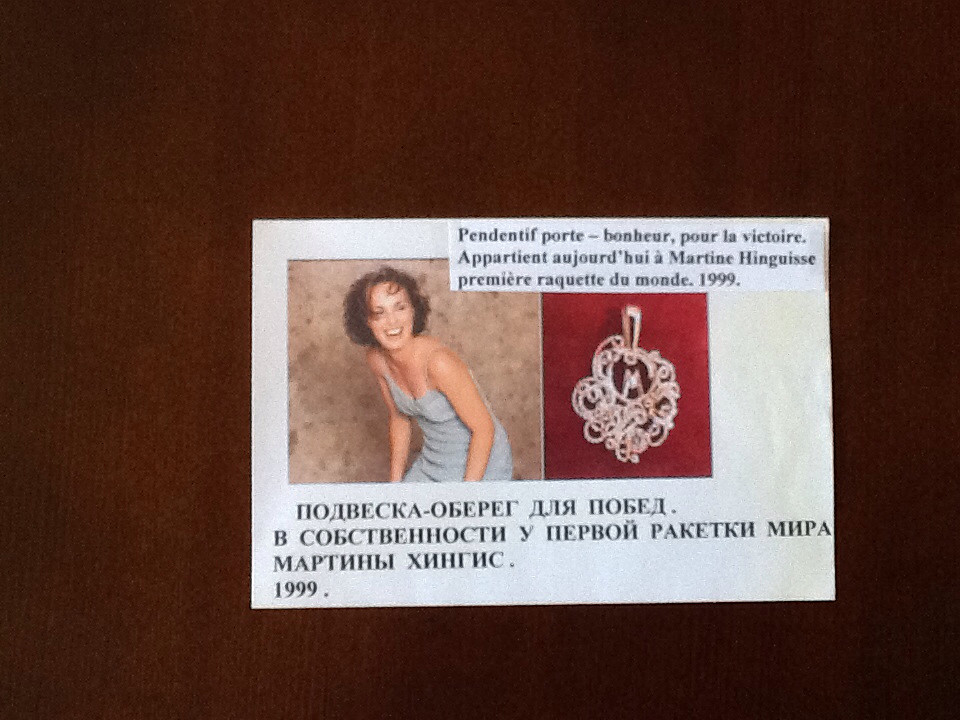 Pendentif porte – bonheur, pour la victoire.
Appartient aujourd'hui à Martine Hinguisse
première raquette du monde. 1999.
M
ПОДВЕСКА-ОБЕРЕГ ДЛЯ ПОБЕД .
В СОБСТВЕННОСТИ У ПЕРВОЙ РАКЕТКИ МИРА
МАРТИНЫ ХИНГИС .
1999 .